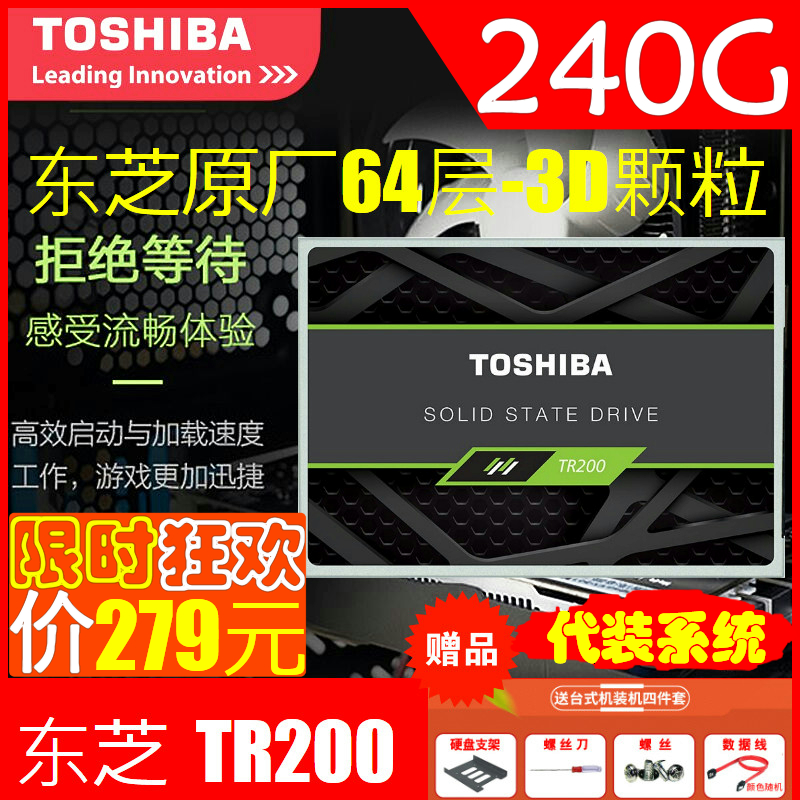 TOSHIBA
Leading Innovation >>>
240G
东芝原厂64层-3D颗粒
拒绝等待
感受流畅体验
高效启动与加载速度
工作，游戏更加迅捷
TOSHIBA
SOLID STATE DRIVE
TR200
限时狂欢
价279元
赠品
代装系统
送台式机装机四件套
东芝 TR200
硬盘支架
螺丝刀
螺丝
数据线
颜色随机